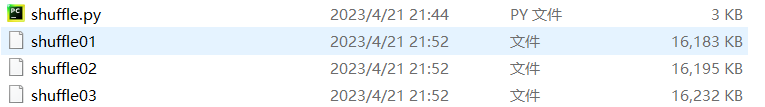 shuffle.py 2023/4/21 21:44 PY 文件 3 KB
shuffle01 2023/4/21 21:52 文件 16,183 KB
shuffle02 2023/4/21 21:52 文件 16,195 KB
shuffle03 2023/4/21 21:52 文件 16,232 KB